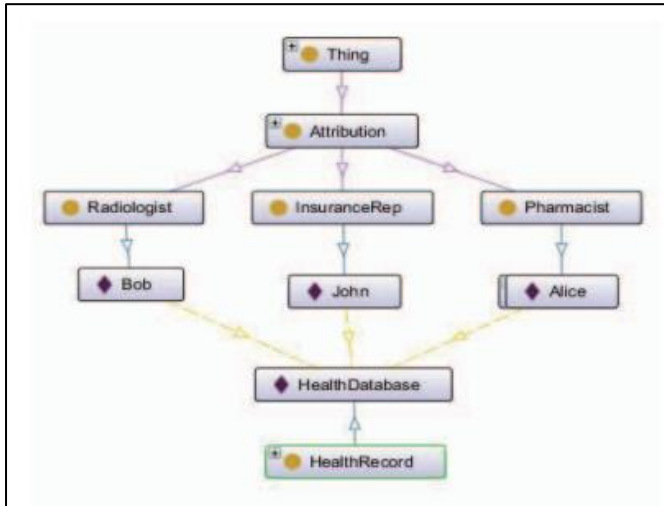 Thing
Attribution
Radiologist
InsuranceRep
Pharmacist
Bob
John
Alice
HealthDatabase
HealthRecord